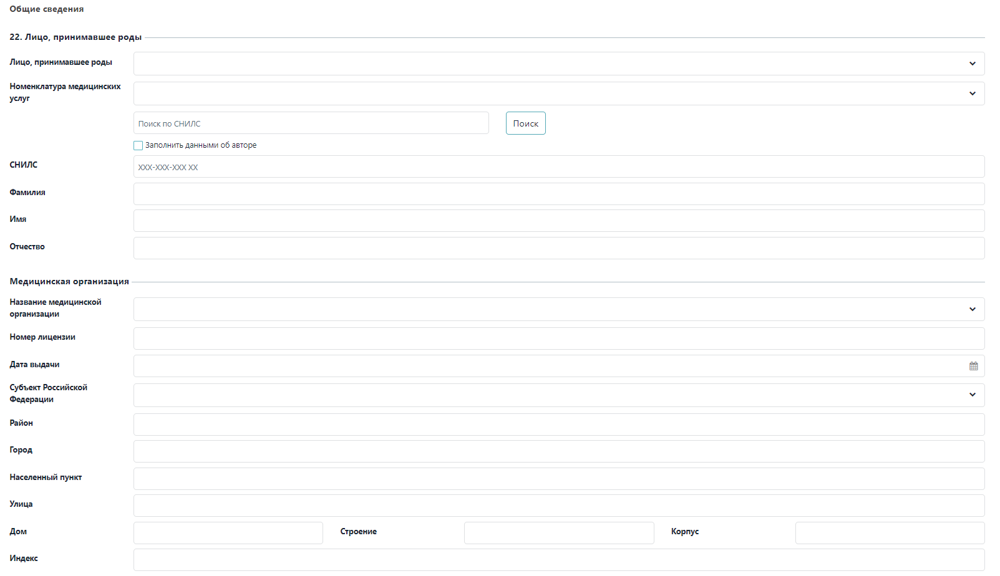 Общие сведения
22. Лицо, принимавшее роды
Лицо, принимавшее роды
Номенклатура медицинских
услуг
Поиск по СНИЛС
Поиск
Заполнить данными об авторе
СНИЛС
XXX-XXX-XXX XX
Фамилия
Имя
Отчество
Медицинская организация
Название медицинской
организации
Номер лицензии
Дата выдачи
Субъект Российской
Федерации
Район
Город
Населенный пункт
Улица
Дом
Строение
Корпус
Индекс